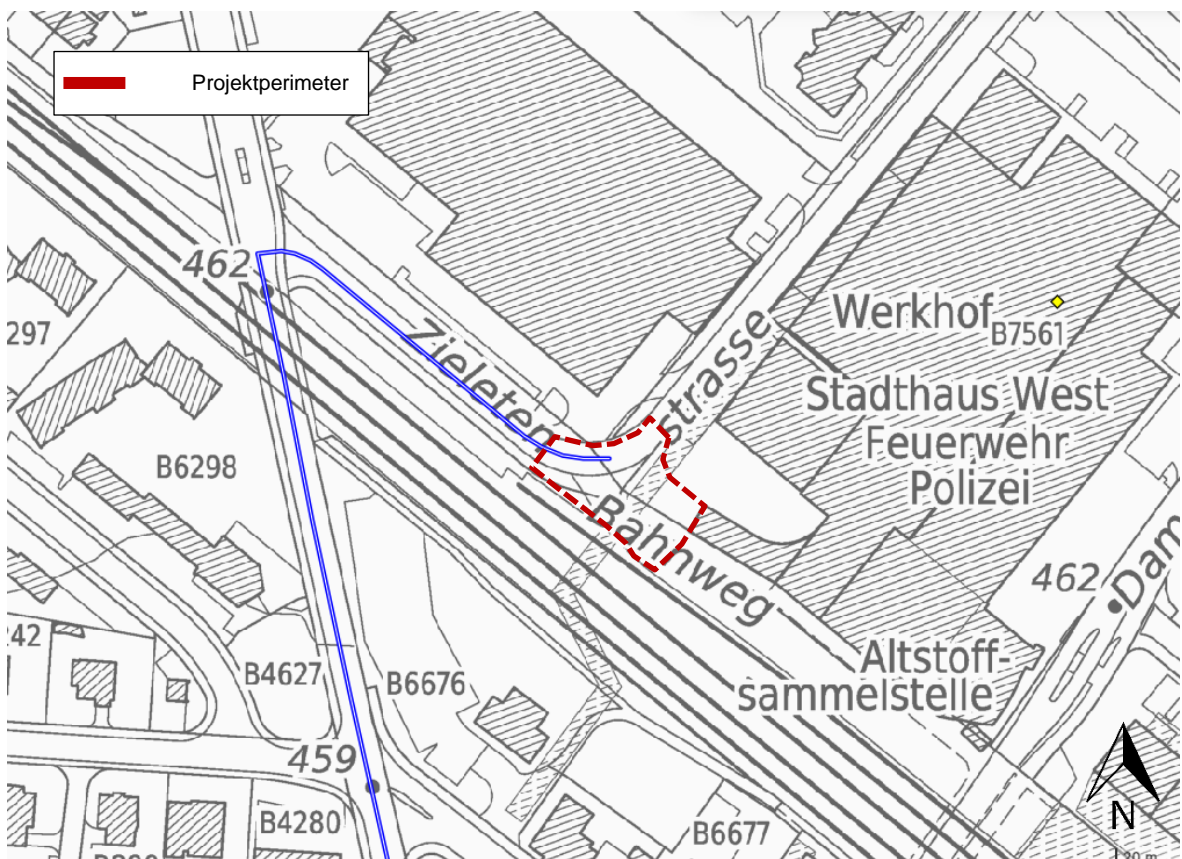 Projektperimeter
462
297
Zieleten
strasse
Werkhof
B7561
Stadthaus West
Feuerwehr
Polizei
B6298
Bahnweg
462
Dam
42
B4627
B6676
Altstoff-
sammelstelle
459
B4280
B6677
N